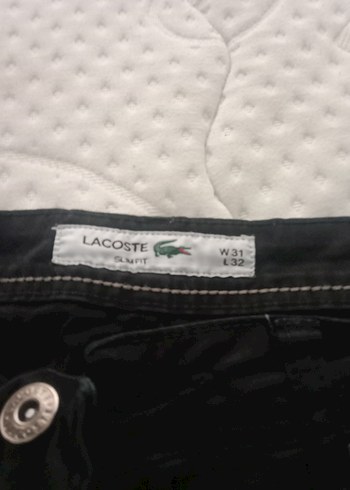 LACOSTE
SLIM FIT
W31
L32